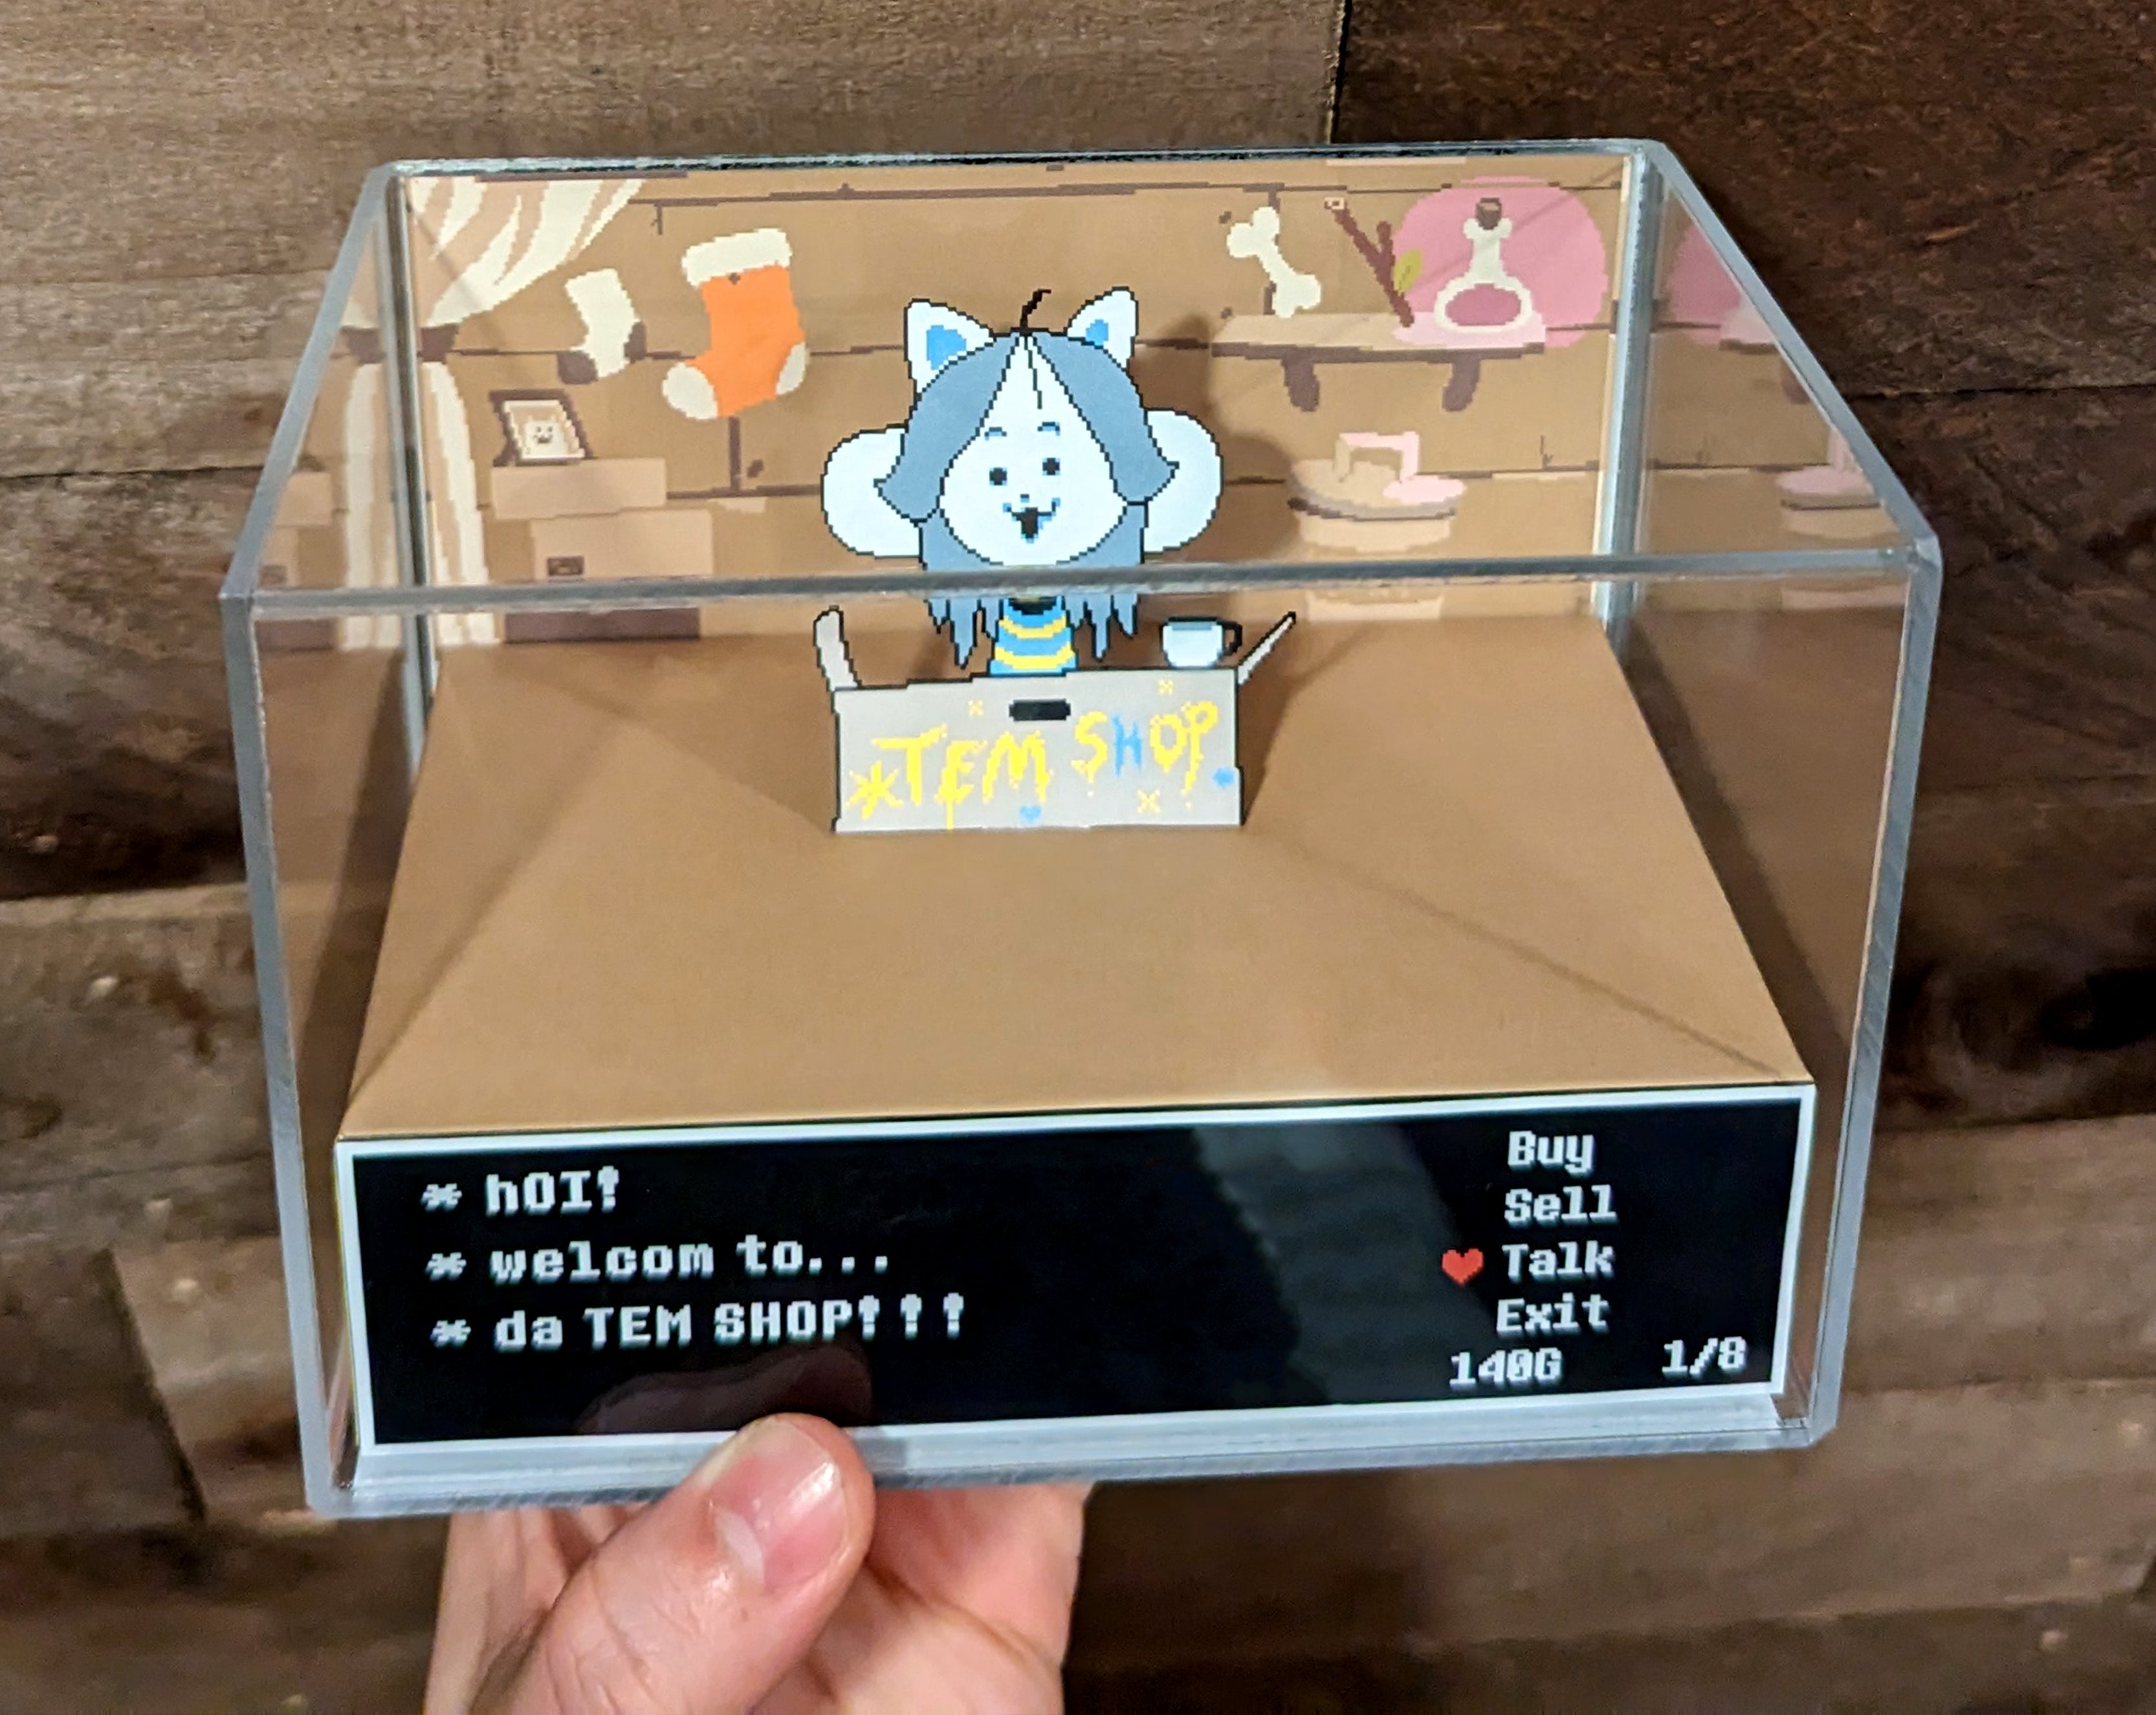 *TEM SHOP
* hOI!
* welcom to...
* da TEM SHOP!!!
Buy
Sell
Talk
Exit
140G 1/8